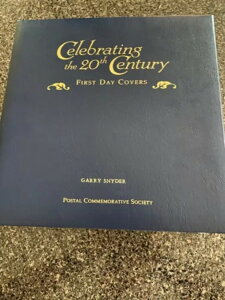 Celebrating
the 20th Century
FIRST DAY COVERS
GARRY SNYDER
POSTAL COMMEMORATIVE SOCIETY